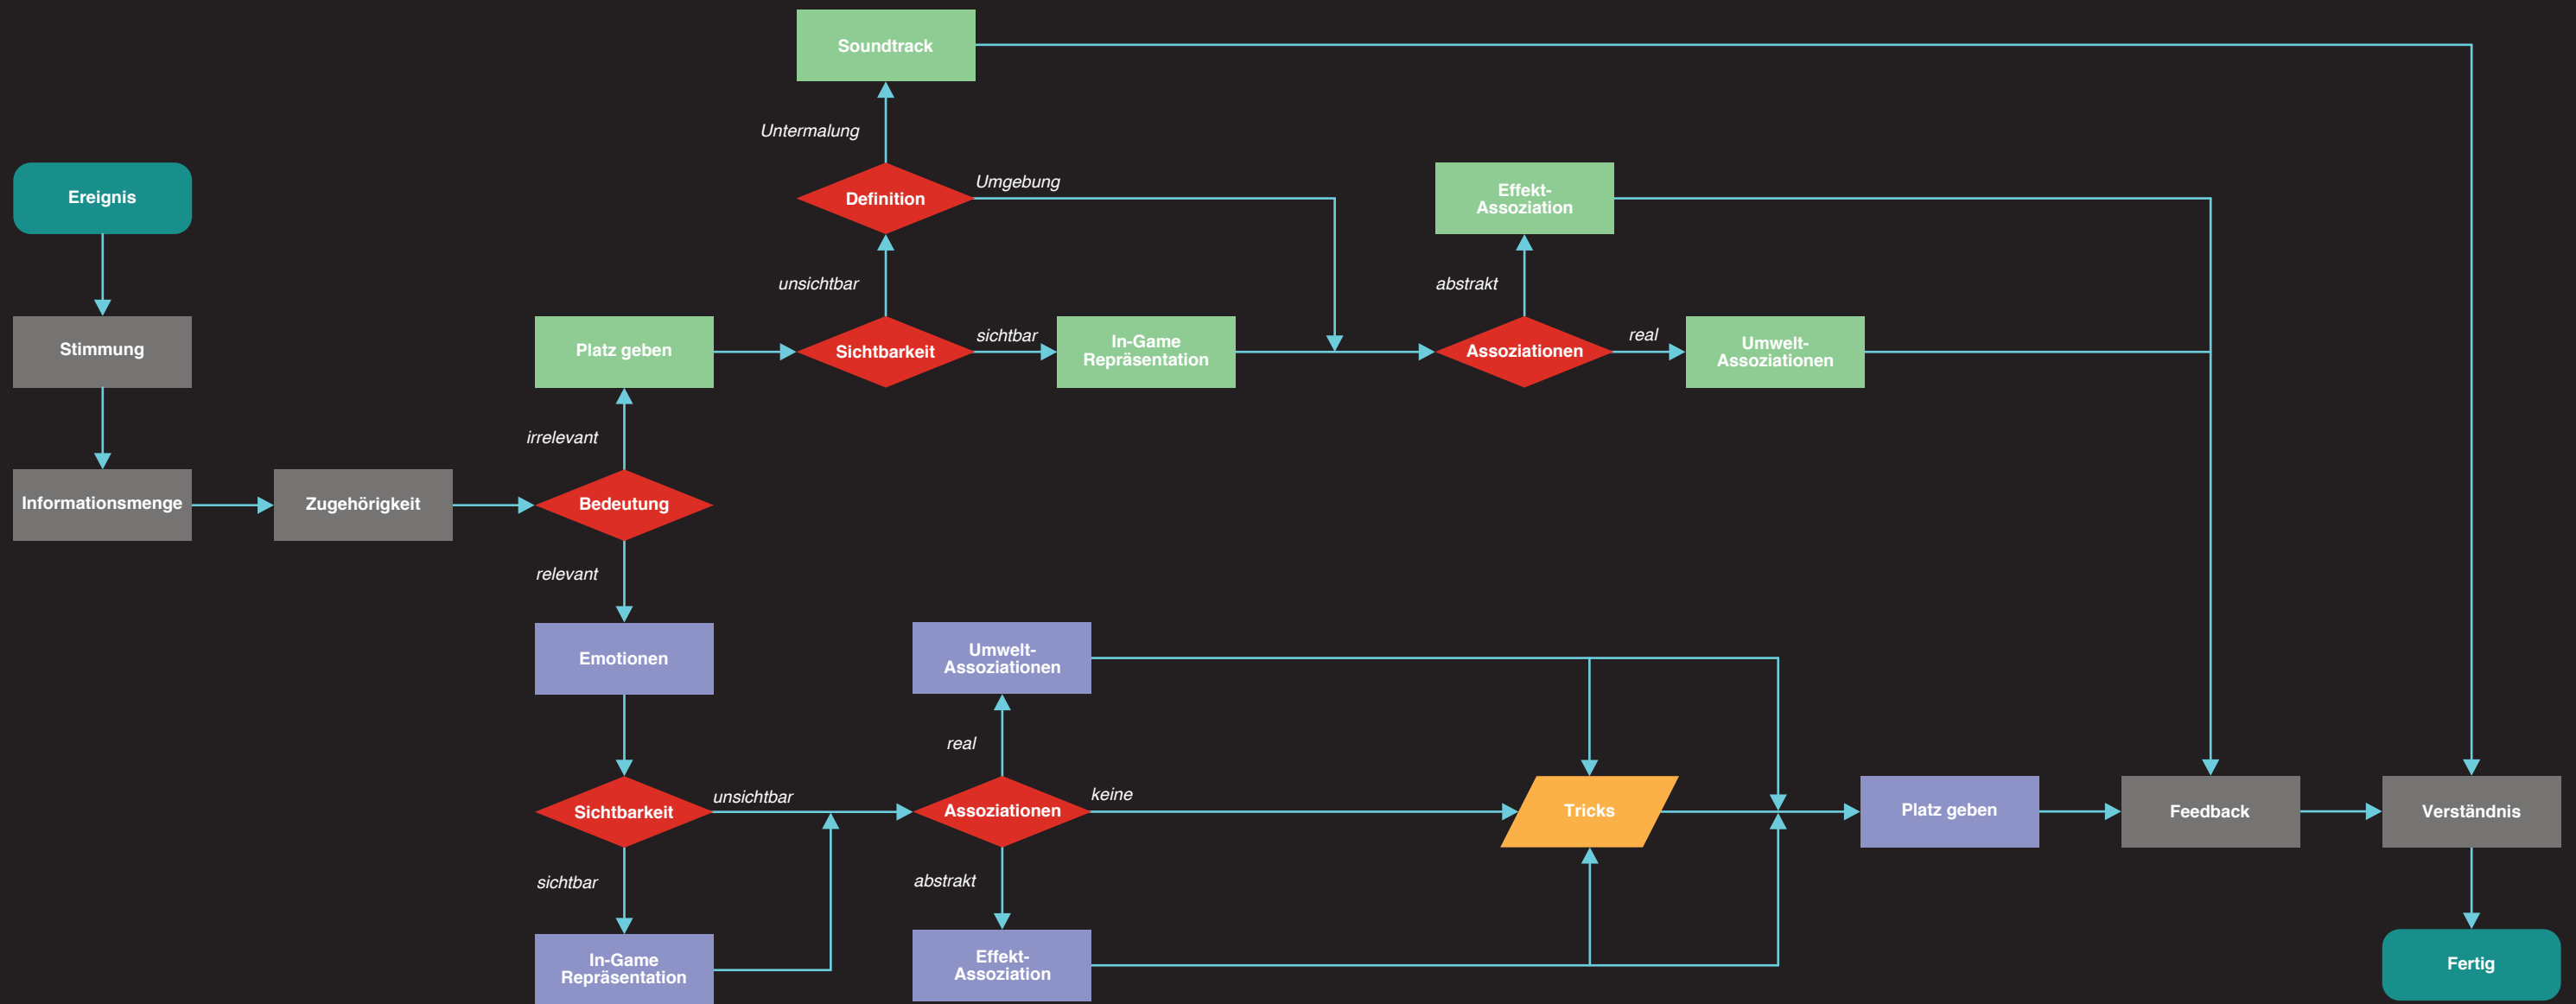 Soundtrack
Untermalung
Ereignis
Definition
Umgebung
Effekt-
Assoziation
unsichtbar
abstrakt
Stimmung
Platz geben
Sichtbarkeit
sichtbar
In-Game
Repräsentation
Assoziationen
real
Umwelt-
Assoziationen
irrelevant
Informationsmenge
Zugehörigkeit
Bedeutung
relevant
Emotionen
Umwelt-
Assoziationen
real
Sichtbarkeit
unsichtbar
Assoziationen
keine
Tricks
Platz geben
Feedback
Verständnis
sichtbar
abstrakt
In-Game
Repräsentation
Effekt-
Assoziation
Fertig